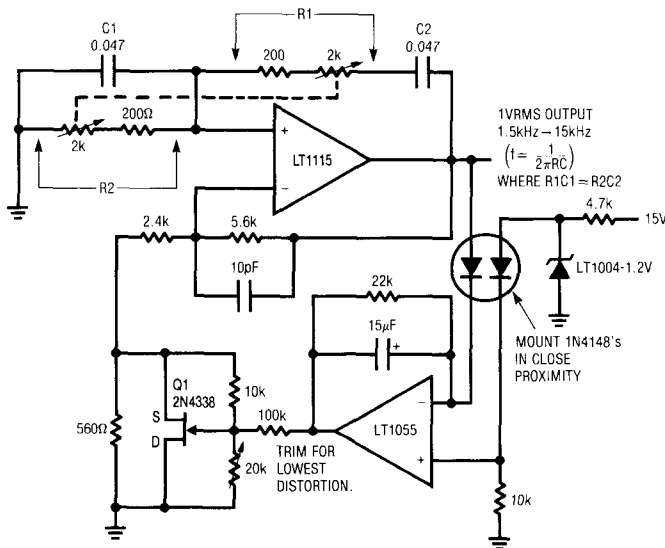 R1
C1
0.047
200
2k
C2
0.047
200Ω
2k
R2
+
−
LT1115
1VRMS OUTPUT
1.5kHz – 15kHz
(f = 1/2πRC)
WHERE R1C1 = R2C2
4.7k
15V
LT1004-1.2V
2.4k
5.6k
10pF
22k
15μF
+
MOUNT 1N4148's
IN CLOSE
PROXIMITY
Q1
2N4338
S
D
10k
100k
560Ω
20k
TRIM FOR
LOWEST
DISTORTION.
−
+
LT1055
10k